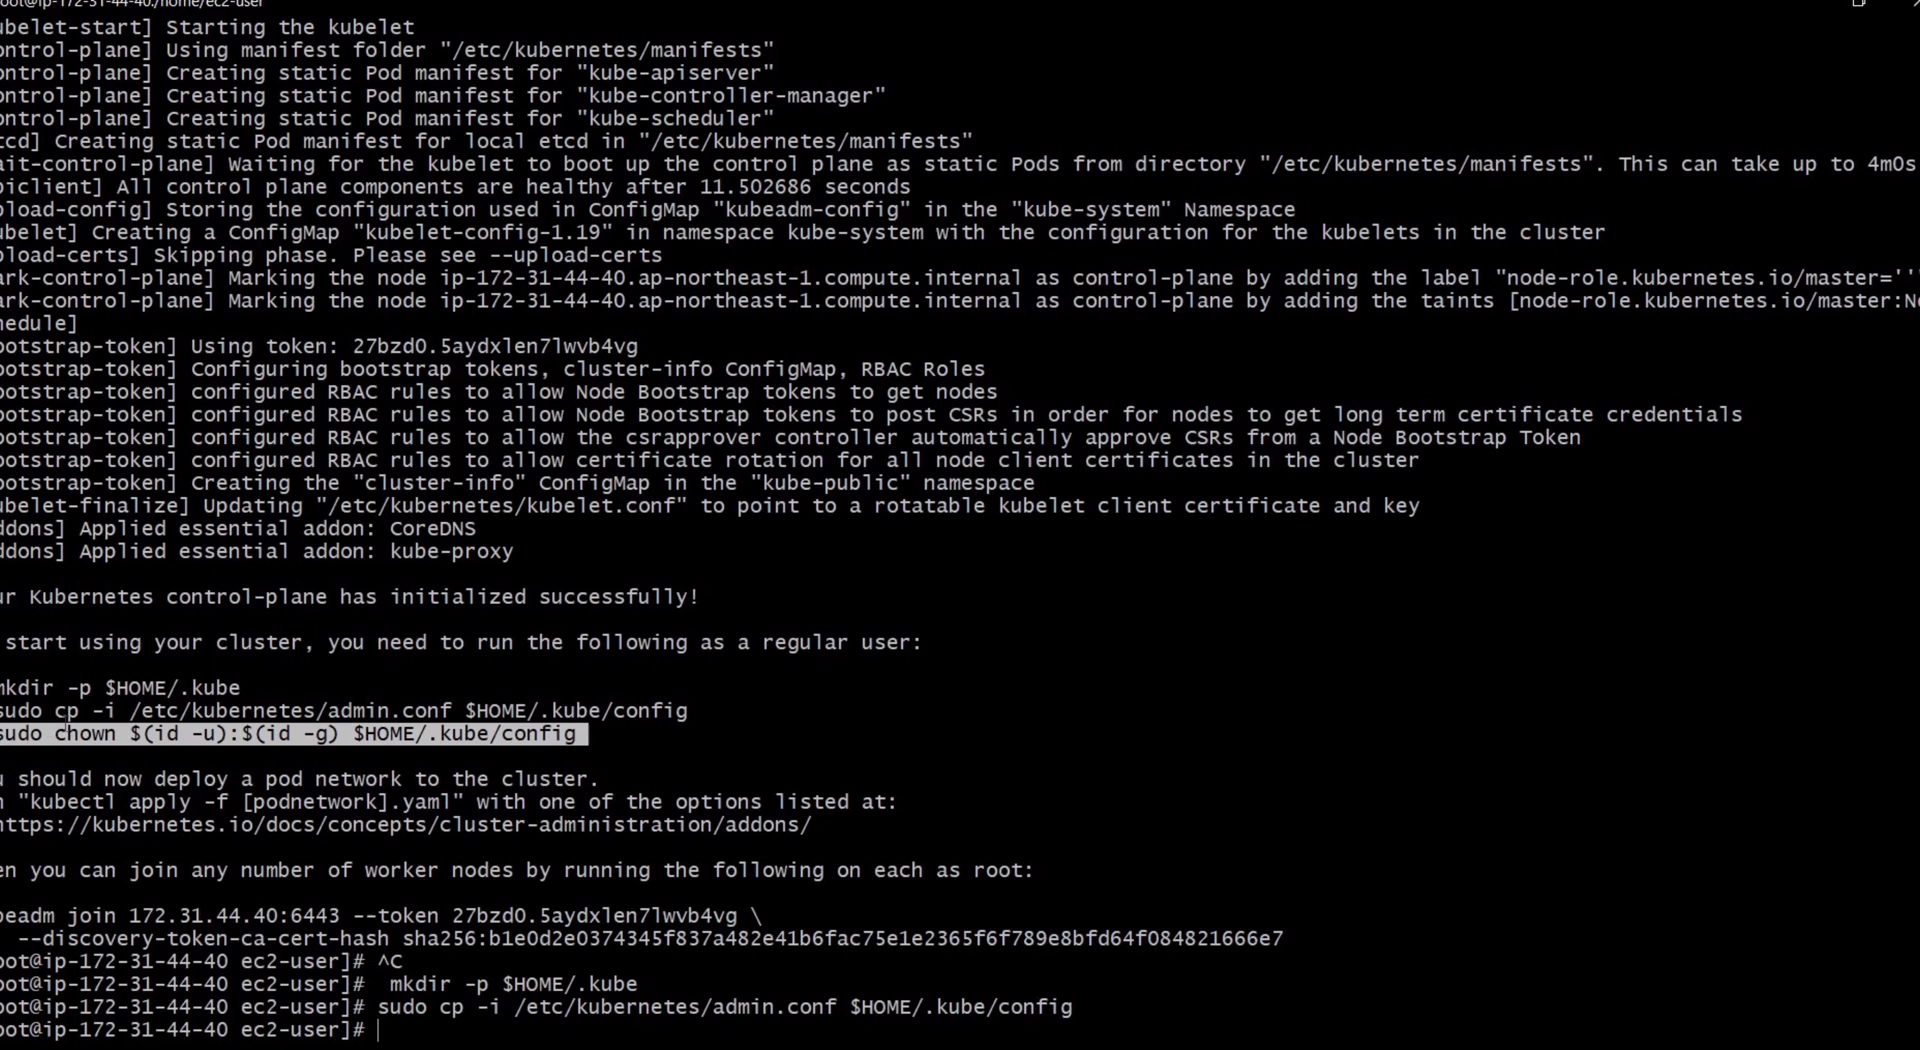 oot@ip-172-31-44-40:/home/ec2-user
ubelet-start] Starting the kubelet
ontrol-plane] Using manifest folder "/etc/kubernetes/manifests"
ontrol-plane] Creating static Pod manifest for "kube-apiserver"
ontrol-plane] Creating static Pod manifest for "kube-controller-manager"
ontrol-plane] Creating static Pod manifest for "kube-scheduler"
tcd] Creating static Pod manifest for local etcd in "/etc/kubernetes/manifests"
ait-control-plane] Waiting for the kubelet to boot up the control plane as static Pods from directory "/etc/kubernetes/manifests". This can take up to 4m0s
piclient] All control plane components are healthy after 11.502686 seconds
pload-config] Storing the configuration used in ConfigMap "kubeadm-config" in the "kube-system" Namespace
ubelet] Creating a ConfigMap "kubelet-config-1.19" in namespace kube-system with the configuration for the kubelets in the cluster
pload-certs] Skipping phase. Please see --upload-certs
ark-control-plane] Marking the node ip-172-31-44-40.ap-northeast-1.compute.internal as control-plane by adding the label "node-role.kubernetes.io/master=''"
ark-control-plane] Marking the node ip-172-31-44-40.ap-northeast-1.compute.internal as control-plane by adding the taints [node-role.kubernetes.io/master:No
hedule]
ootstrap-token] Using token: 27bzd0.5aydxlen7lwvb4vg
ootstrap-token] Configuring bootstrap tokens, cluster-info ConfigMap, RBAC Roles
ootstrap-token] configured RBAC rules to allow Node Bootstrap tokens to get nodes
ootstrap-token] configured RBAC rules to allow Node Bootstrap tokens to post CSRs in order for nodes to get long term certificate credentials
ootstrap-token] configured RBAC rules to allow the csrapprover controller automatically approve CSRs from a Node Bootstrap Token
ootstrap-token] configured RBAC rules to allow certificate rotation for all node client certificates in the cluster
ootstrap-token] Creating the "cluster-info" ConfigMap in the "kube-public" namespace
ubelet-finalize] Updating "/etc/kubernetes/kubelet.conf" to point to a rotatable kubelet client certificate and key
ddons] Applied essential addon: CoreDNS
ddons] Applied essential addon: kube-proxy
ur Kubernetes control-plane has initialized successfully!
start using your cluster, you need to run the following as a regular user:
mkdir -p $HOME/.kube
sudo cp -i /etc/kubernetes/admin.conf $HOME/.kube/config
sudo chown $(id -u):$(id -g) $HOME/.kube/config
u should now deploy a pod network to the cluster.
n "kubectl apply -f [podnetwork].yaml" with one of the options listed at:
https://kubernetes.io/docs/concepts/cluster-administration/addons/
en you can join any number of worker nodes by running the following on each as root:
beadm join 172.31.44.40:6443 --token 27bzd0.5aydxlen7lwvb4vg \
--discovery-token-ca-cert-hash sha256:b1e0d2e0374345f837a482e41b6fac75e1e2365f6f789e8bfd64f084821666e7
oot@ip-172-31-44-40 ec2-user]# ^C
oot@ip-172-31-44-40 ec2-user]#  mkdir -p $HOME/.kube
oot@ip-172-31-44-40 ec2-user]# sudo cp -i /etc/kubernetes/admin.conf $HOME/.kube/config
oot@ip-172-31-44-40 ec2-user]#